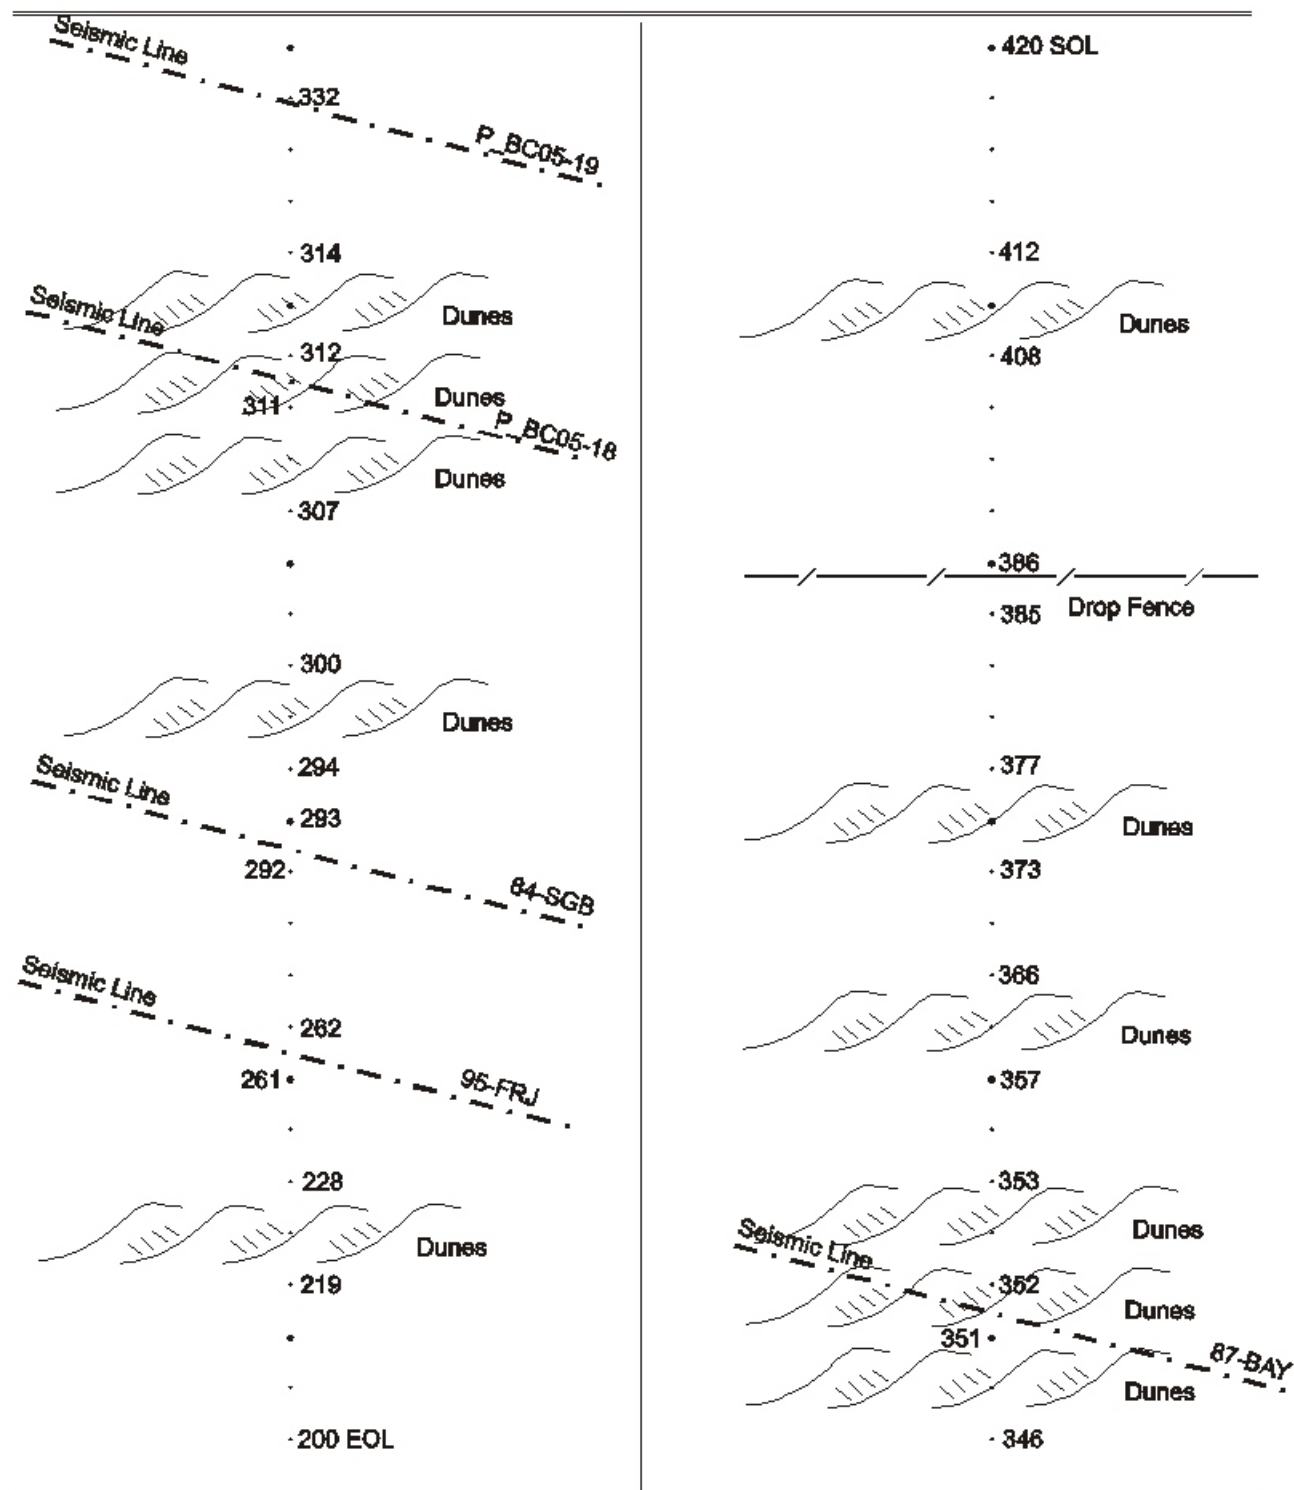 Seismic Line
332
P_BC05-19
314
Dunes
Seismic Line
312
Dunes
311
P_BC05-18
Dunes
307
300
Dunes
294
Seismic Line
293
292
84-SGB
Seismic Line
262
261
95-FRJ
228
Dunes
219
200 EOL
420 SOL
412
Dunes
408
386
Drop Fence
385
377
Dunes
373
366
Dunes
357
353
Dunes
Seismic Line
352
Dunes
351
87-BAY
Dunes
346